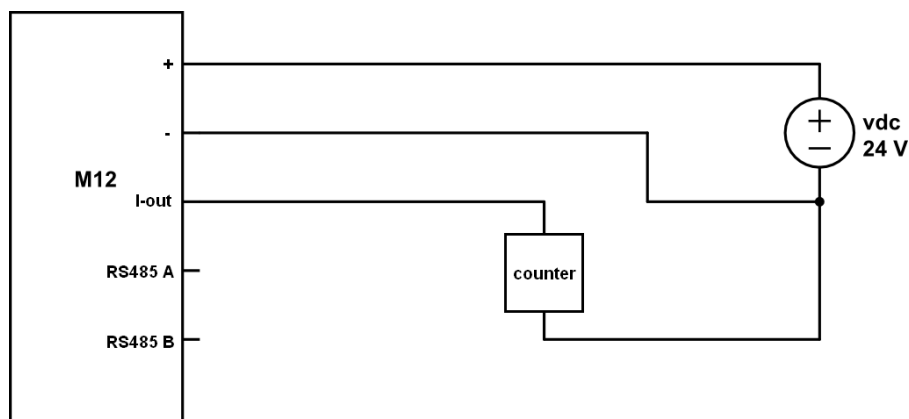 +
-
M12
I-out
RS485 A
RS485 B
counter
+
−
vdc
24 V